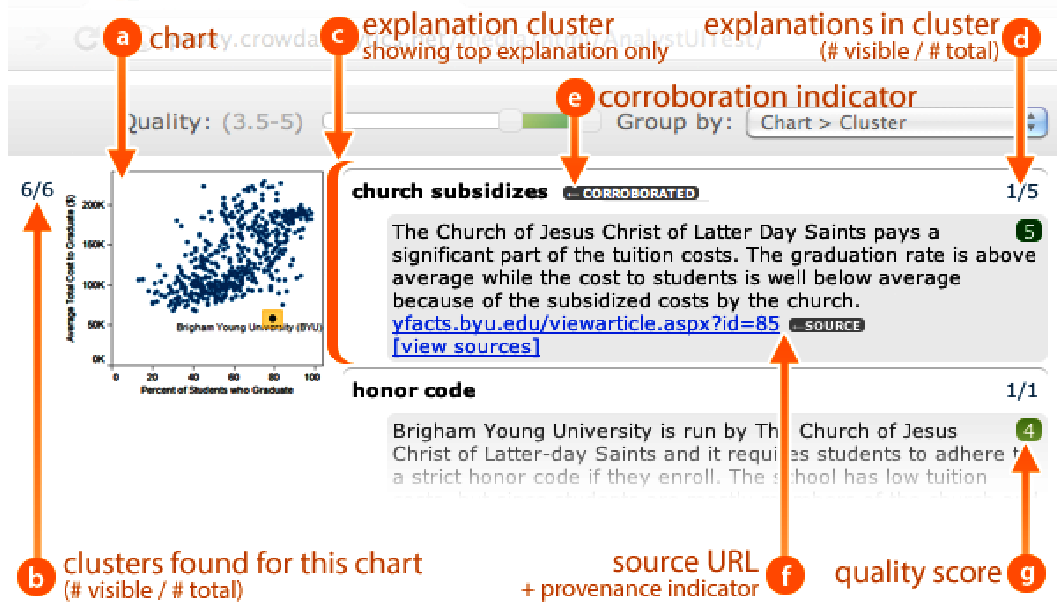 a chart
c explanation cluster
showing top explanation only
explanations in cluster d
(# visible / # total)
e corroboration indicator
Quality: (3.5-5)
Group by: Chart > Cluster
6/6
Average Total Cost to Graduate ($)
200K
150K
100K
50K
0K
Brigham Young University (BYU)
0 20 40 60 80 100
Percent of Students who Graduate
church subsidizes ←CORROBORATED 1/5
The Church of Jesus Christ of Latter Day Saints pays a 5
significant part of the tuition costs. The graduation rate is above
average while the cost to students is well below average
because of the subsidized costs by the church.
yfacts.byu.edu/viewarticle.aspx?id=85 ←SOURCE
[view sources]
honor code 1/1
Brigham Young University is run by The Church of Jesus 4
Christ of Latter-day Saints and it requires students to adhere to
a strict honor code if they enroll. The school has low tuition
b clusters found for this chart
(# visible / # total)
source URL f
+ provenance indicator
quality score g